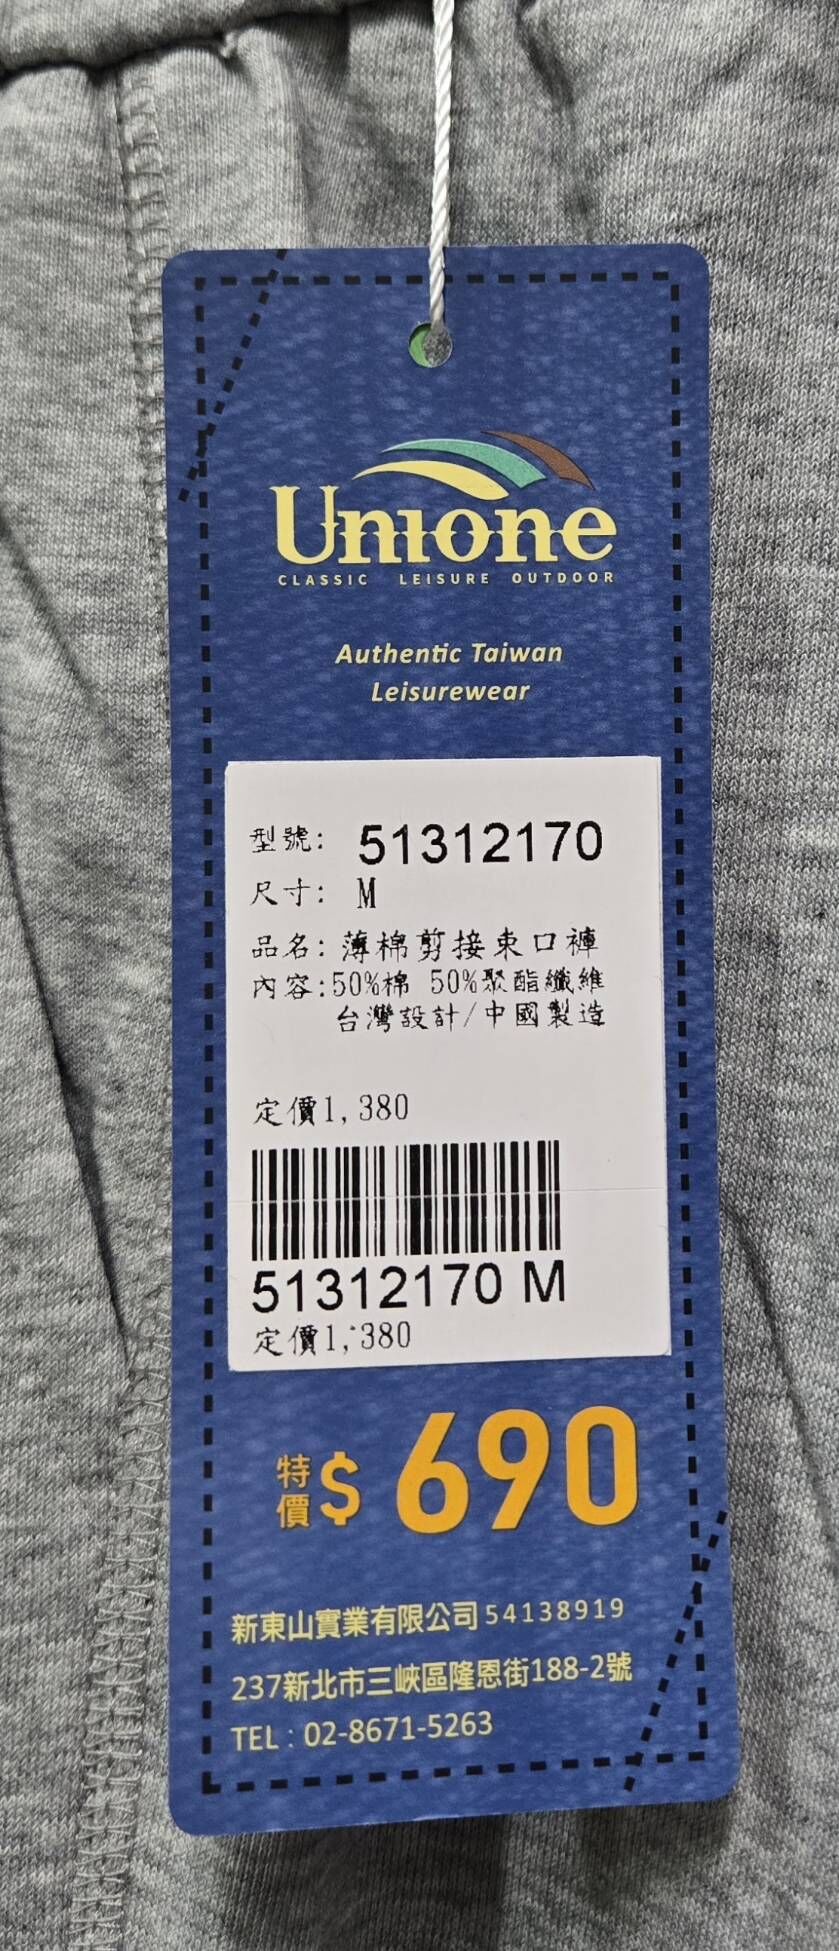 Unione
CLASSIC LEISURE OUTDOOR
Authentic Taiwan
Leisurewear
型號: 51312170
尺寸: M
品名: 薄棉剪接束口褲
內容:50%棉 50%聚酯纖維
台灣設計/中國製造
定價1,380
51312170 M
定價1,380
特價$690
新東山實業有限公司 54138919
237新北市三峽區隆恩街188-2號
TEL : 02-8671-5263